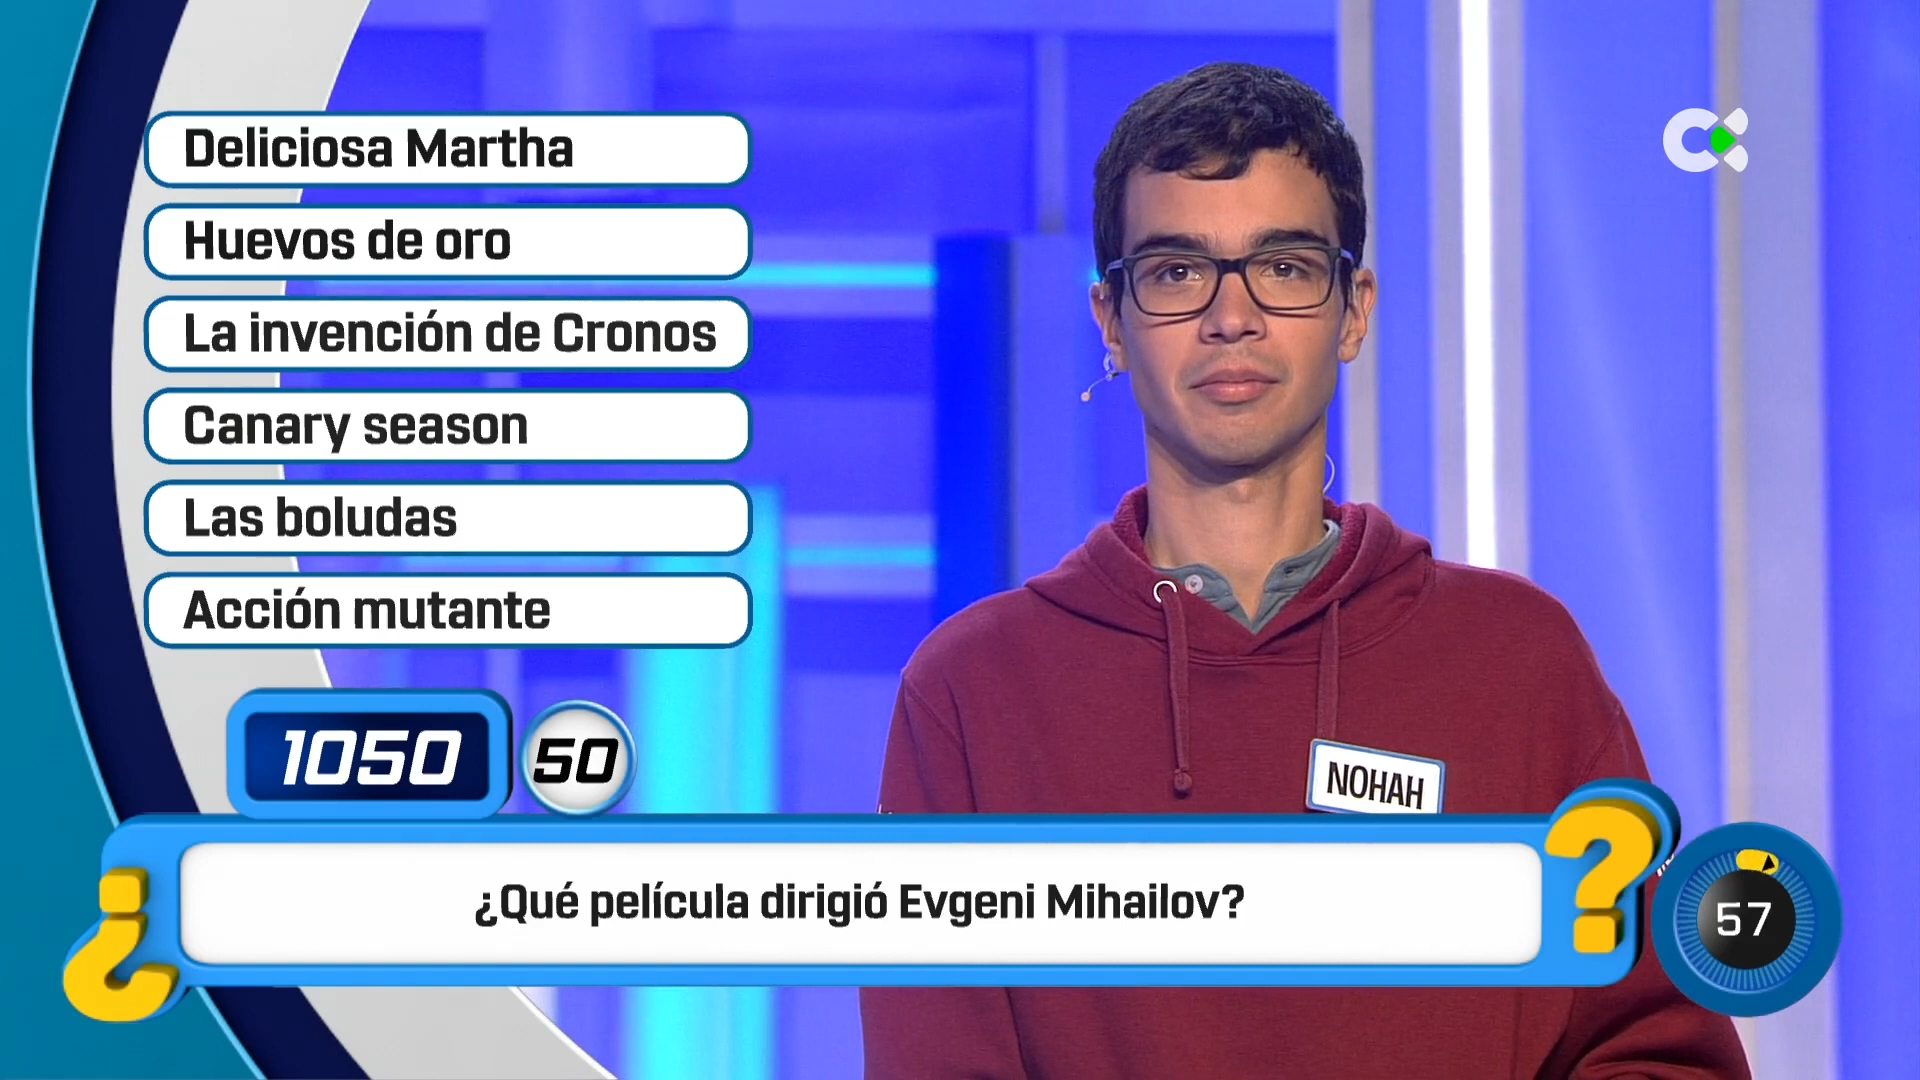 Deliciosa Martha
Huevos de oro
La invención de Cronos
Canary season
Las boludas
Acción mutante
1050
50
NOHAH
¿Qué película dirigió Evgeni Mihailov?
57